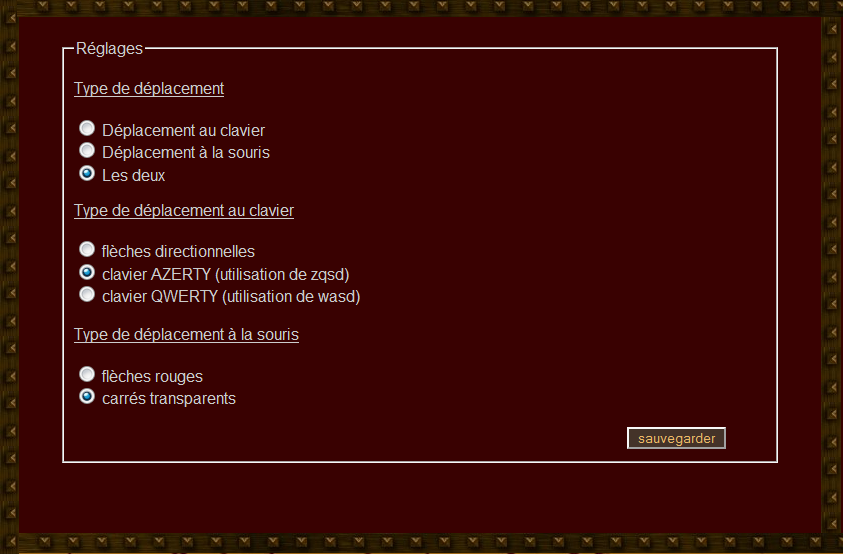 Réglages
Type de déplacement
Déplacement au clavier
Déplacement à la souris
Les deux
Type de déplacement au clavier
flèches directionnelles
clavier AZERTY (utilisation de zqsd)
clavier QWERTY (utilisation de wasd)
Type de déplacement à la souris
flèches rouges
carrés transparents
sauvegarder